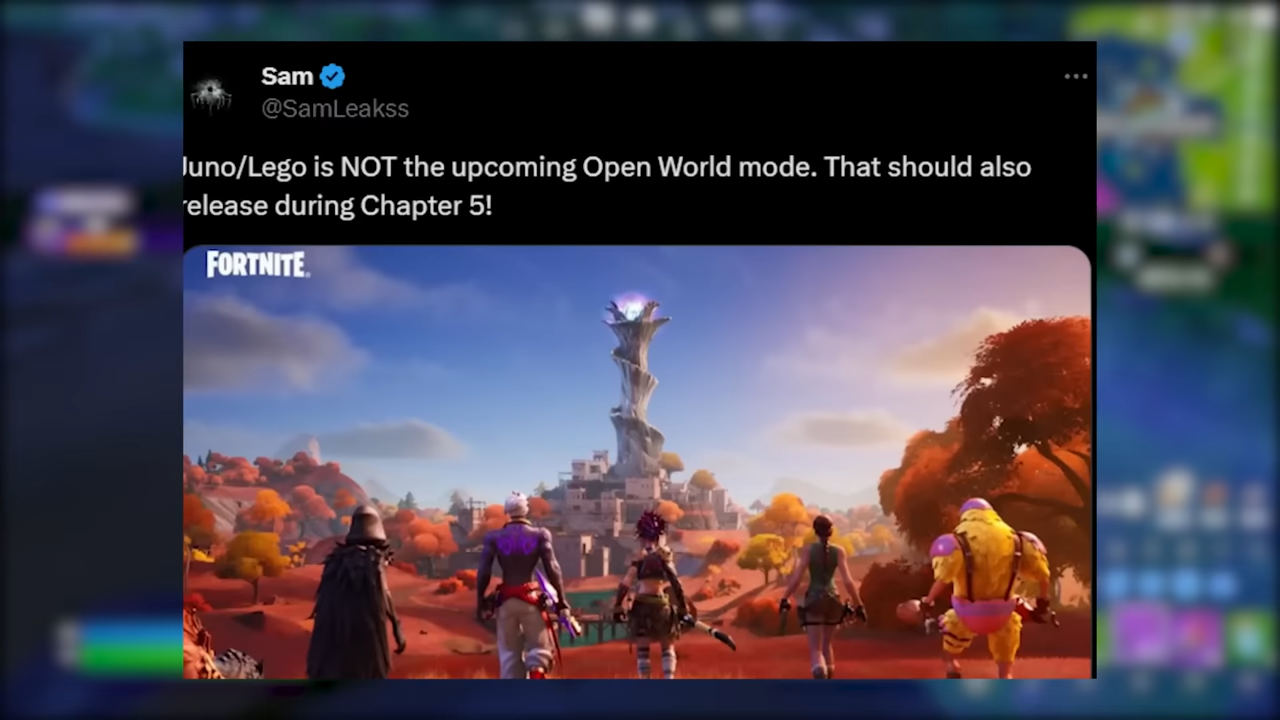 Sam
@SamLeakss
Juno/Lego is NOT the upcoming Open World mode. That should also
release during Chapter 5!
FORTNITE